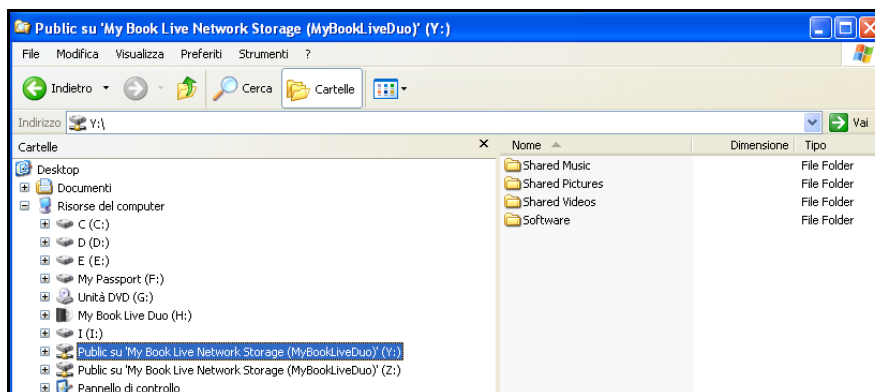 Public su 'My Book Live Network Storage (MyBookLiveDuo)' (Y:)
File Modifica Visualizza Preferiti Strumenti ?
Indietro Cerca Cartelle
Indirizzo Y:\ Vai
Cartelle
Desktop
Documenti
Risorse del computer
C (C:)
D (D:)
E (E:)
My Passport (F:)
Unità DVD (G:)
My Book Live Duo (H:)
I (I:)
Public su 'My Book Live Network Storage (MyBookLiveDuo)' (Y:)
Public su 'My Book Live Network Storage (MyBookLiveDuo)' (Z:)
Pannello di controllo
Nome Dimensione Tipo
Shared Music File Folder
Shared Pictures File Folder
Shared Videos File Folder
Software File Folder